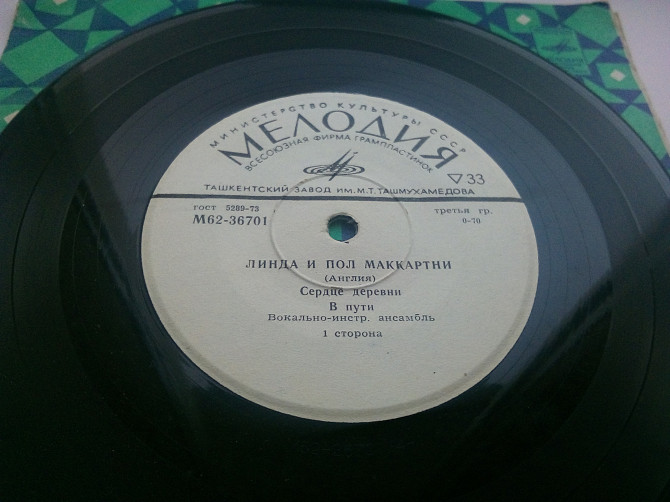 МИНИСТЕРСТВО КУЛЬТУРЫ СССР
МЕЛОДИЯ
ВСЕСОЮЗНАЯ ФИРМА ГРАМПЛАСТИНОК
▽33
ТАШКЕНТСКИЙ ЗАВОД ИМ. М.Т. ТАШМУХАМЕДОВА
гост 5289-73
третья гр.
М62-36701
0-70
ЛИНДА И ПОЛ МАККАРТНИ
(Англия)
Сердце деревни
В пути
Вокально-инстр. ансамбль
1 сторона